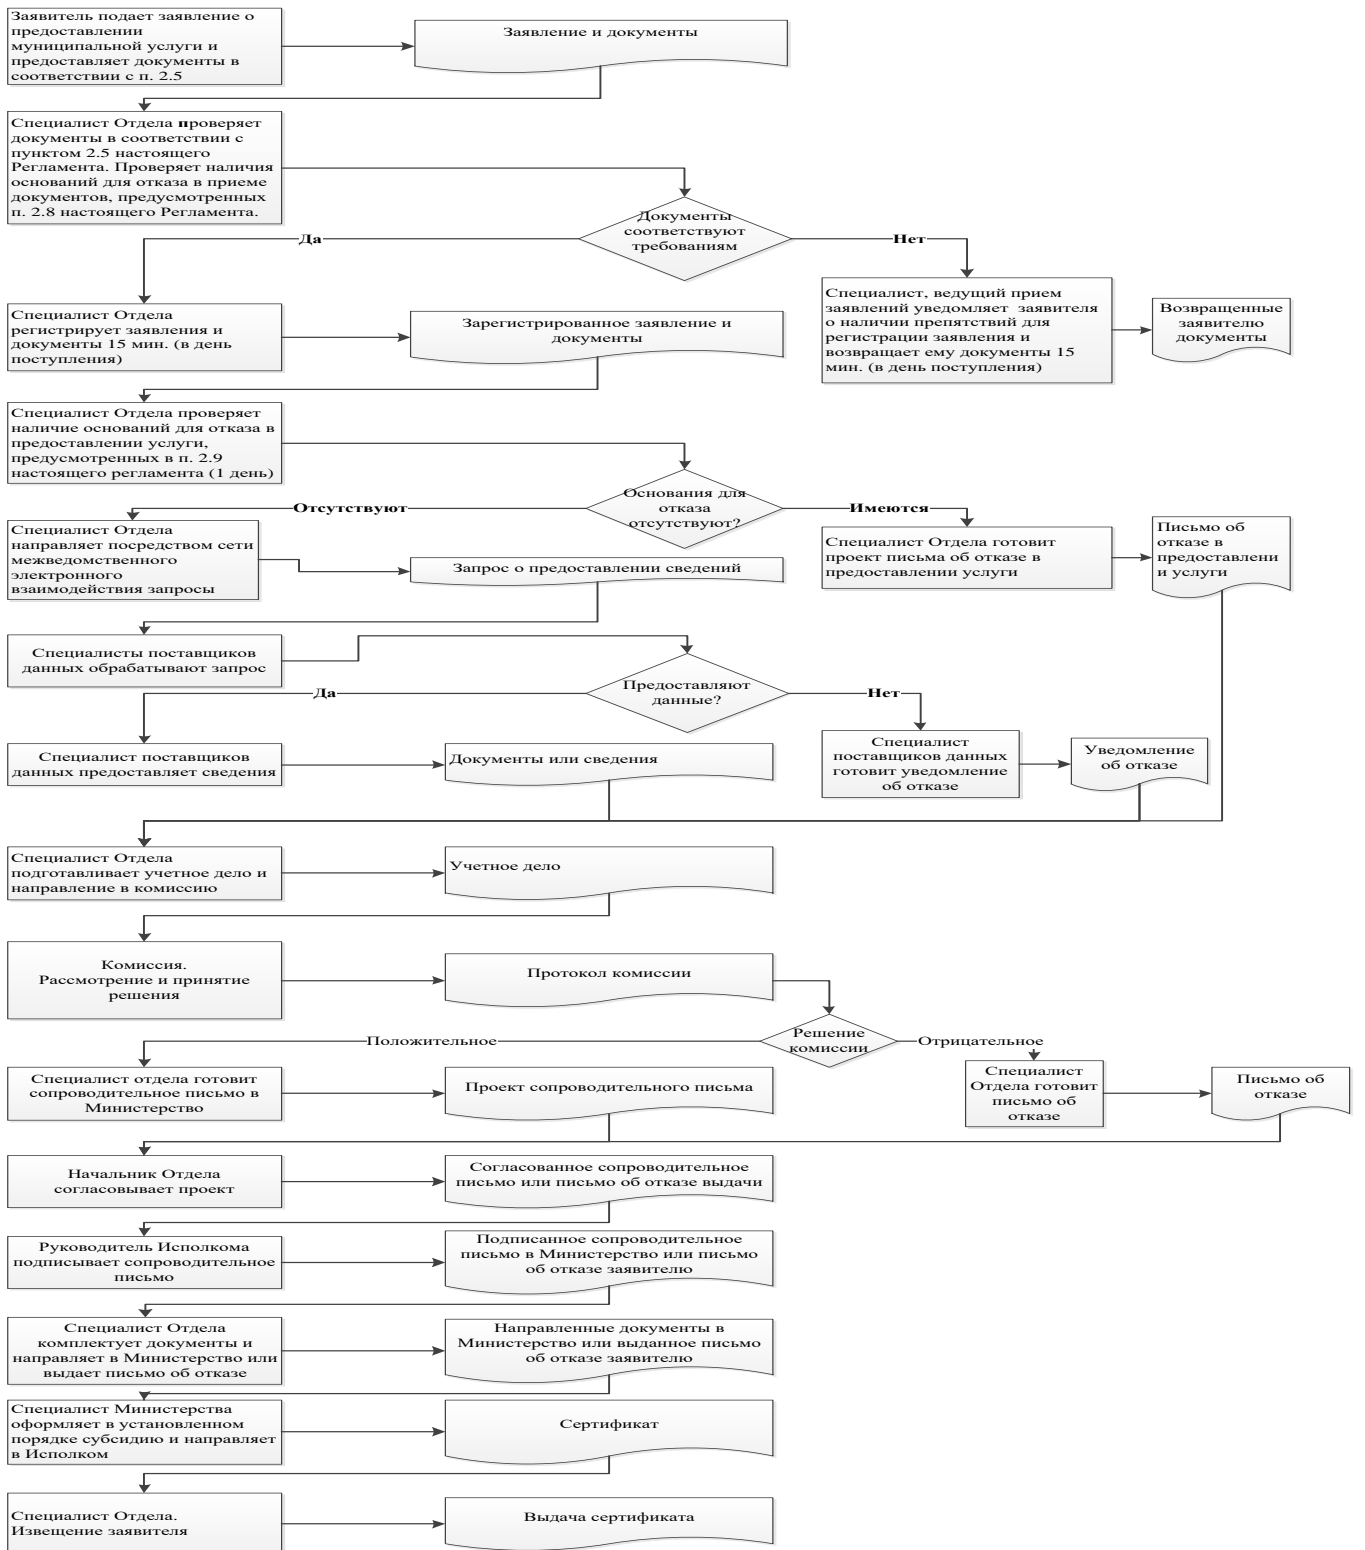 Заявитель подает заявление о
предоставлении
муниципальной услуги и
предоставляет документы в
соответствии с п. 2.5
Заявление и документы
Специалист Отдела проверяет
документы в соответствии с
пунктом 2.5 настоящего
Регламента. Проверяет наличия
оснований для отказа в приеме
документов, предусмотренных
п. 2.8 настоящего Регламента.
Документы
соответствуют
требованиям
Да
Нет
Специалист Отдела
регистрирует заявления и
документы 15 мин. (в день
поступления)
Зарегистрированное заявление и
документы
Специалист, ведущий прием
заявлений уведомляет заявителя
о наличии препятствий для
регистрации заявления и
возвращает ему документы 15
мин. (в день поступления)
Возвращенные
заявителю
документы
Специалист Отдела проверяет
наличие оснований для отказа в
предоставлении услуги,
предусмотренных в п. 2.9
настоящего регламента (1 день)
Основания для
отказа
отсутствуют?
Отсутствуют
Имеются
Специалист Отдела
направляет посредством сети
межведомственного
электронного
взаимодействия запросы
Запрос о предоставлении сведений
Специалист Отдела готовит
проект письма об отказе в
предоставлении услуги
Письмо об
отказе в
предоставлени
и услуги
Специалисты поставщиков
данных обрабатывают запрос
Предоставляют
данные?
Да
Нет
Специалист поставщиков
данных предоставляет сведения
Документы или сведения
Специалист
поставщиков данных
готовит уведомление
об отказе
Уведомление
об отказе
Специалист Отдела
подготавливает учетное дело и
направление в комиссию
Учетное дело
Комиссия.
Рассмотрение и принятие
решения
Протокол комиссии
Решение
комиссии
Положительное
Отрицательное
Специалист отдела готовит
сопроводительное письмо в
Министерство
Проект сопроводительного письма
Специалист
Отдела готовит
письмо об
отказе
Письмо об
отказе
Начальник Отдела
согласовывает проект
Согласованное сопроводительное
письмо или письмо об отказе выдачи
Руководитель Исполкома
подписывает сопроводительное
письмо
Подписанное сопроводительное
письмо в Министерство или письмо
об отказе заявителю
Специалист Отдела
комплектует документы и
направляет в Министерство или
выдает письмо об отказе
Направленные документы в
Министерство или выданное письмо
об отказе заявителю
Специалист Министерства
оформляет в установленном
порядке субсидию и направляет
в Исполком
Сертификат
Специалист Отдела.
Извещение заявителя
Выдача сертификата